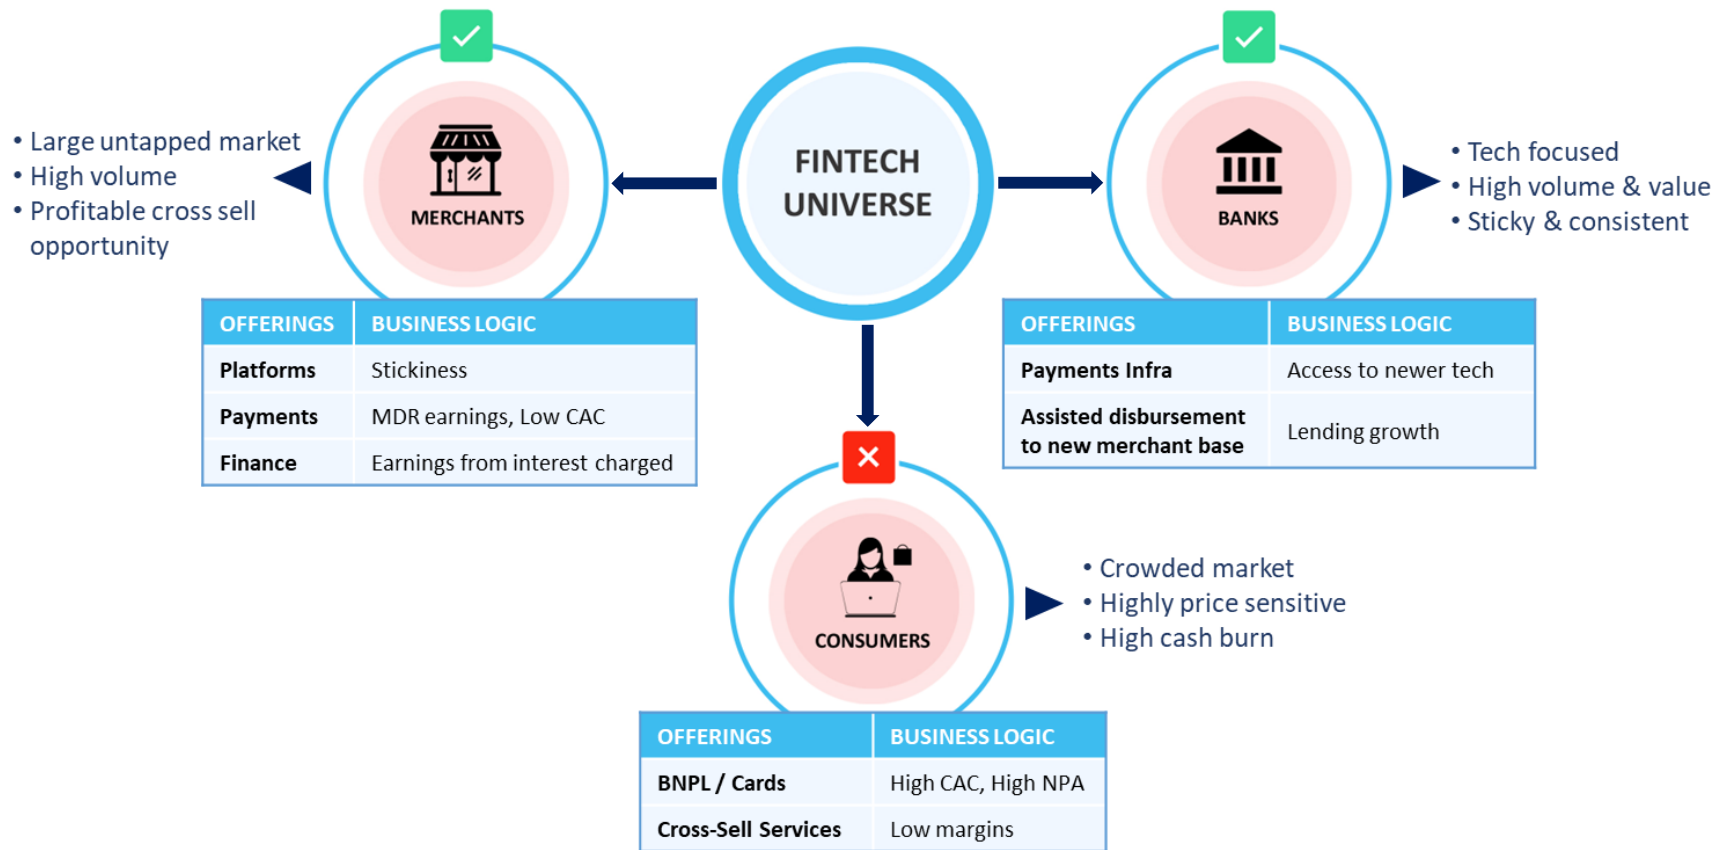 FINTECH
UNIVERSE
• Large untapped market
• High volume
• Profitable cross sell
opportunity
MERCHANTS
OFFERINGS BUSINESS LOGIC
Platforms Stickiness
Payments MDR earnings, Low CAC
Finance Earnings from interest charged
BANKS
• Tech focused
• High volume & value
• Sticky & consistent
OFFERINGS BUSINESS LOGIC
Payments Infra Access to newer tech
Assisted disbursement
to new merchant base Lending growth
CONSUMERS
• Crowded market
• Highly price sensitive
• High cash burn
OFFERINGS BUSINESS LOGIC
BNPL / Cards High CAC, High NPA
Cross-Sell Services Low margins